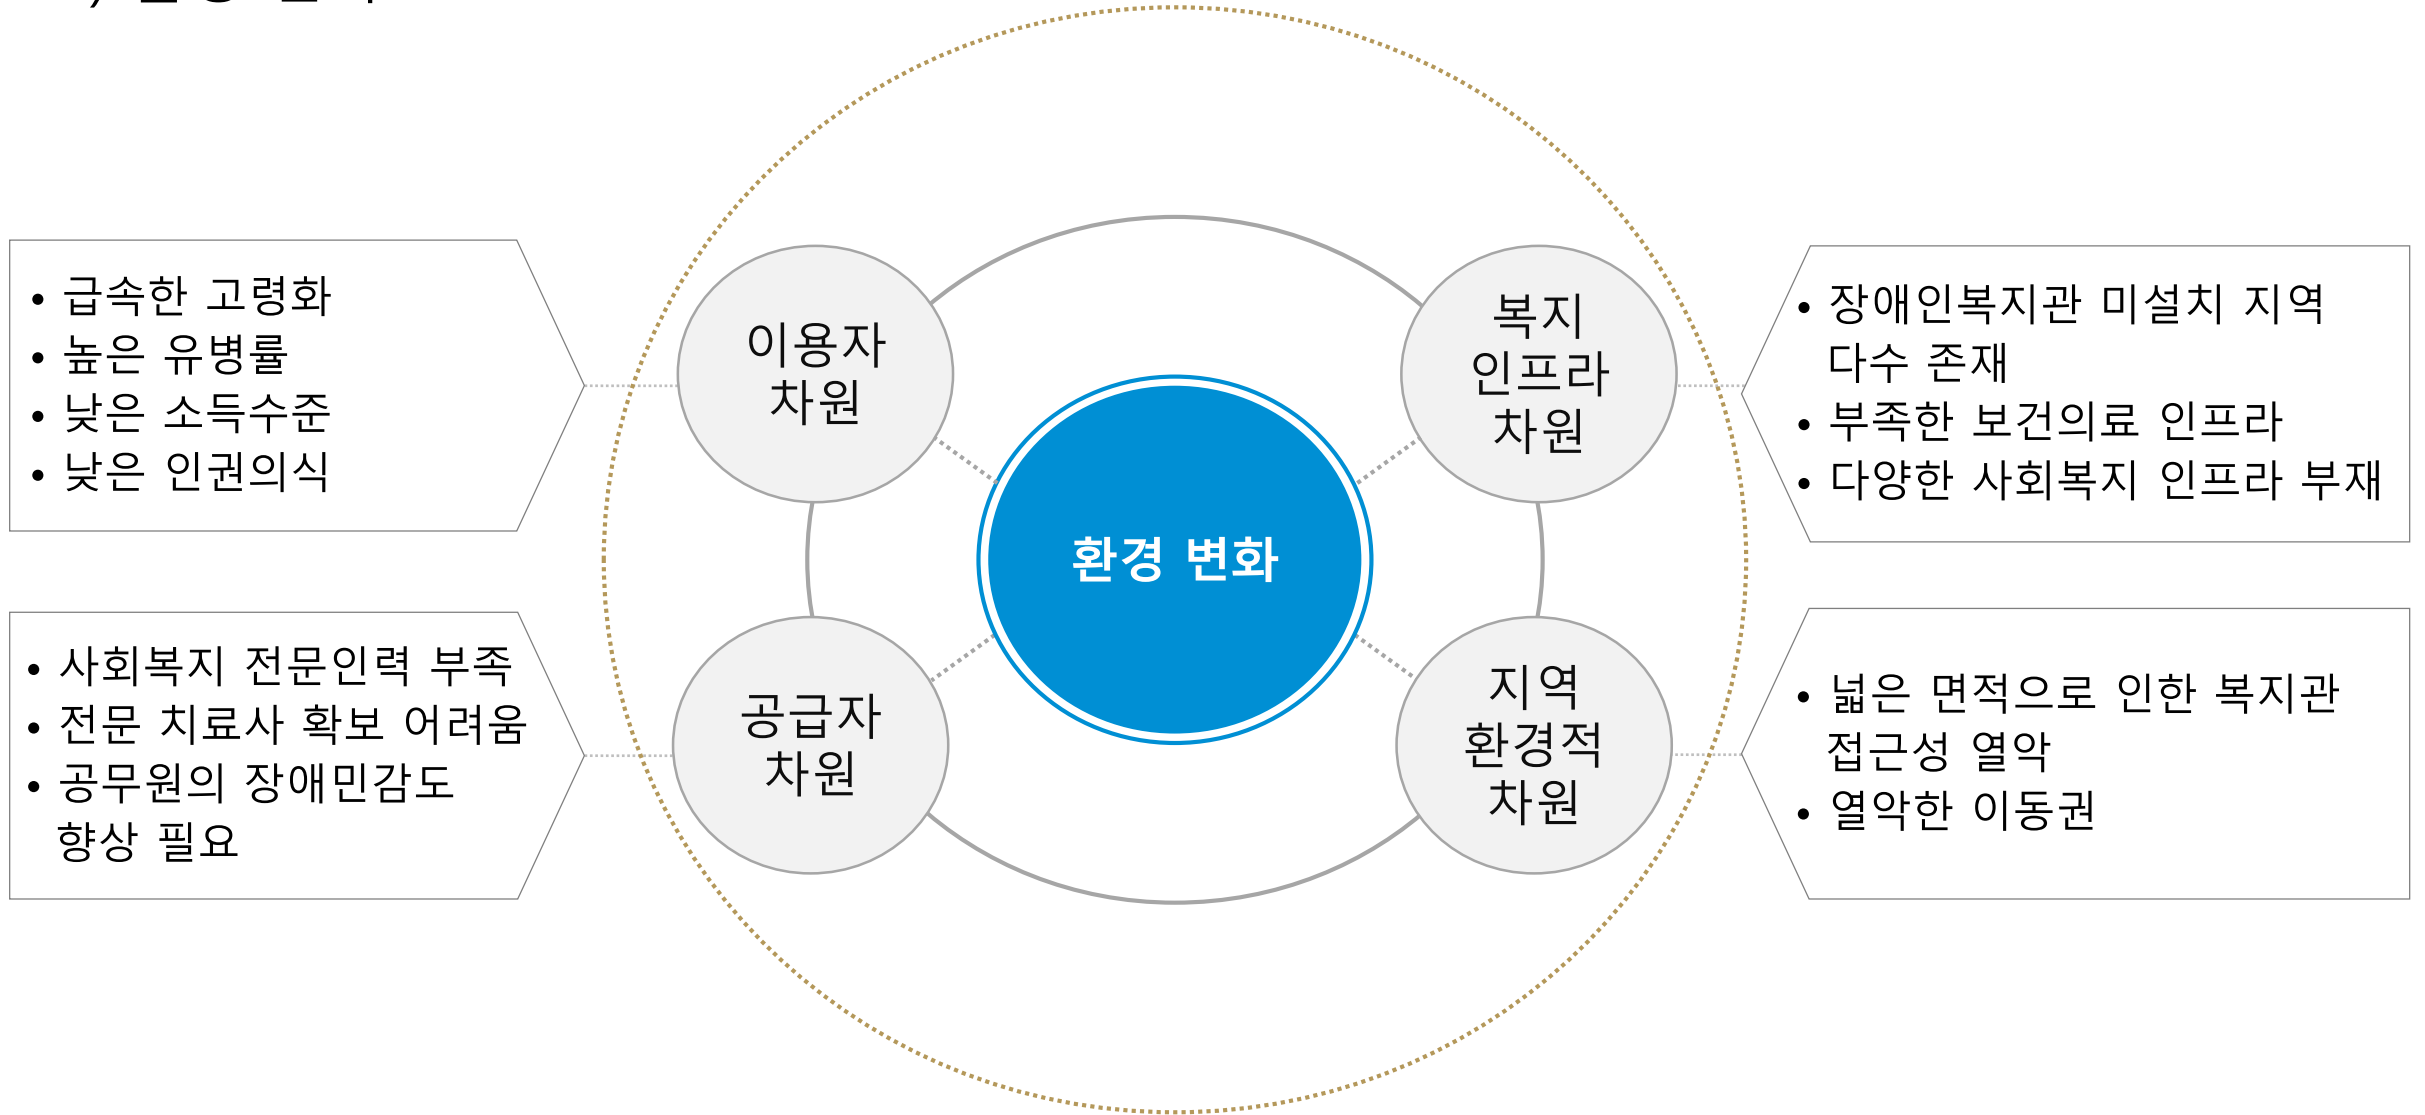 • 급속한 고령화
• 높은 유병률
• 낮은 소득수준
• 낮은 인권의식
이용자
차원
복지
인프라
차원
• 장애인복지관 미설치 지역
다수 존재
• 부족한 보건의료 인프라
• 다양한 사회복지 인프라 부재
환경 변화
• 사회복지 전문인력 부족
• 전문 치료사 확보 어려움
• 공무원의 장애민감도
향상 필요
공급자
차원
지역
환경적
차원
• 넓은 면적으로 인한 복지관
접근성 열악
• 열악한 이동권